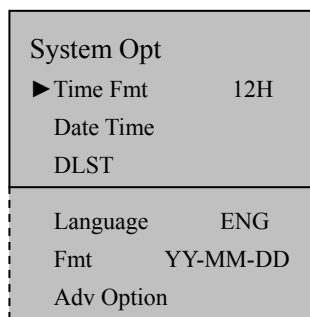 System Opt
►Time Fmt 12H
Date Time
DLST
Language ENG
Fmt YY-MM-DD
Adv Option